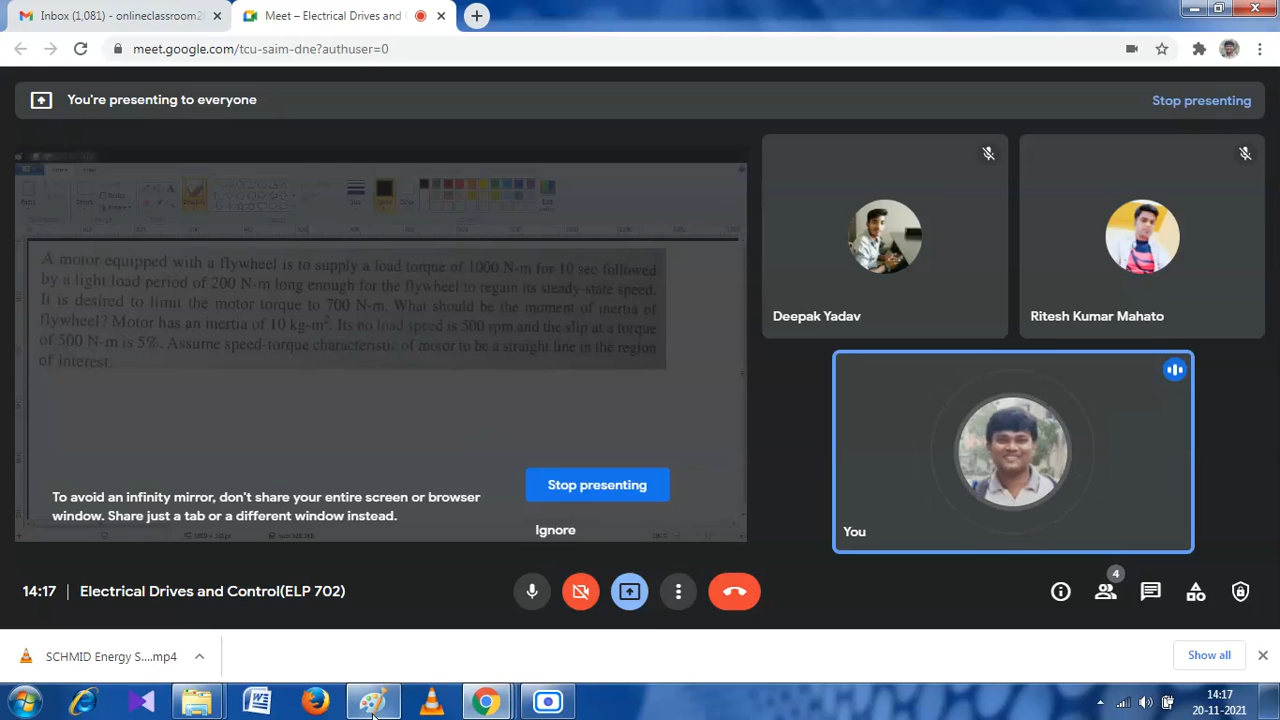 Inbox (1,081) - onlineclassroom2
Meet – Electrical Drives and
meet.google.com/tcu-saim-dne?authuser=0
You're presenting to everyone
Stop presenting
A motor equipped with a flywheel is to supply a load torque of 1000 N-m for 10 sec followed
by a light load period of 200 N-m long enough for the flywheel to regain its steady-state speed.
It is desired to limit the motor torque to 700 N-m. What should be the moment of inertia of
flywheel? Motor has an inertia of 10 kg-m². Its no load speed is 500 rpm and the slip at a torque
of 500 N-m is 5%. Assume speed-torque characteristic of motor to be a straight line in the region
of interest.
To avoid an infinity mirror, don't share your entire screen or browser
window. Share just a tab or a different window instead.
Stop presenting
Ignore
Deepak Yadav
Ritesh Kumar Mahato
You
14:17 | Electrical Drives and Control(ELP 702)
4
SCHMID Energy S....mp4
Show all
14:17
20-11-2021